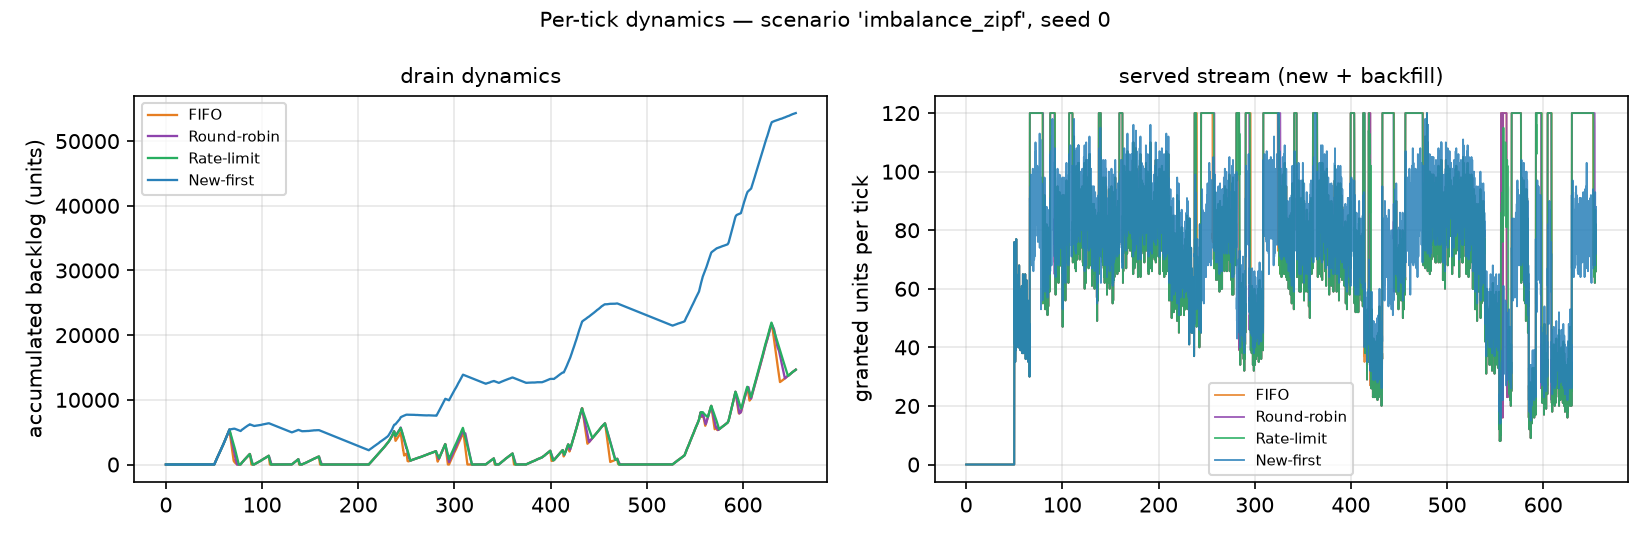 Per-tick dynamics — scenario 'imbalance_zipf', seed 0
drain dynamics
accumulated backlog (units)
50000
40000
30000
20000
10000
0
0 100 200 300 400 500 600
FIFO
Round-robin
Rate-limit
New-first
served stream (new + backfill)
granted units per tick
120
100
80
60
40
20
0
0 100 200 300 400 500 600
FIFO
Round-robin
Rate-limit
New-first